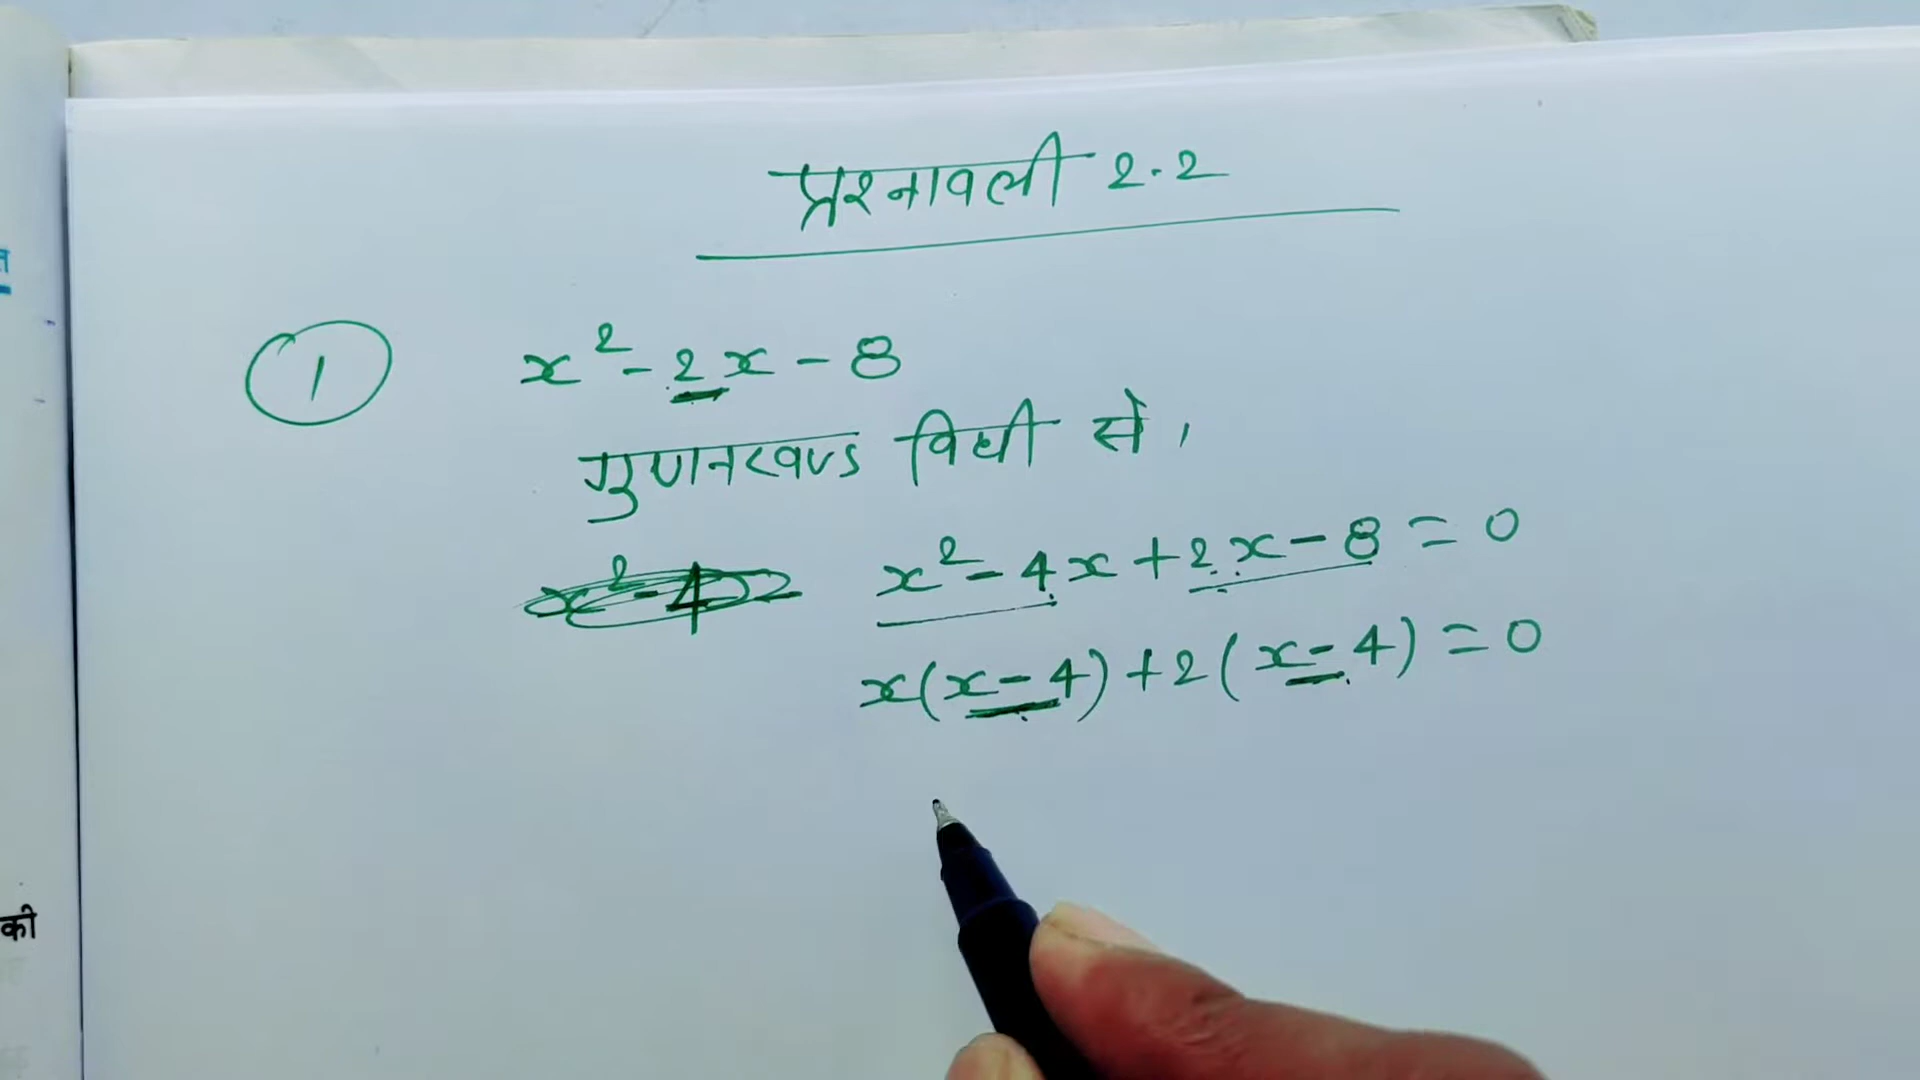 प्रश्नावली 2.2
1 x² - 2x - 8
गुणनखण्ड विधी से,
x² - 4x + 2x - 8 = 0
x(x - 4) + 2(x - 4) = 0
की